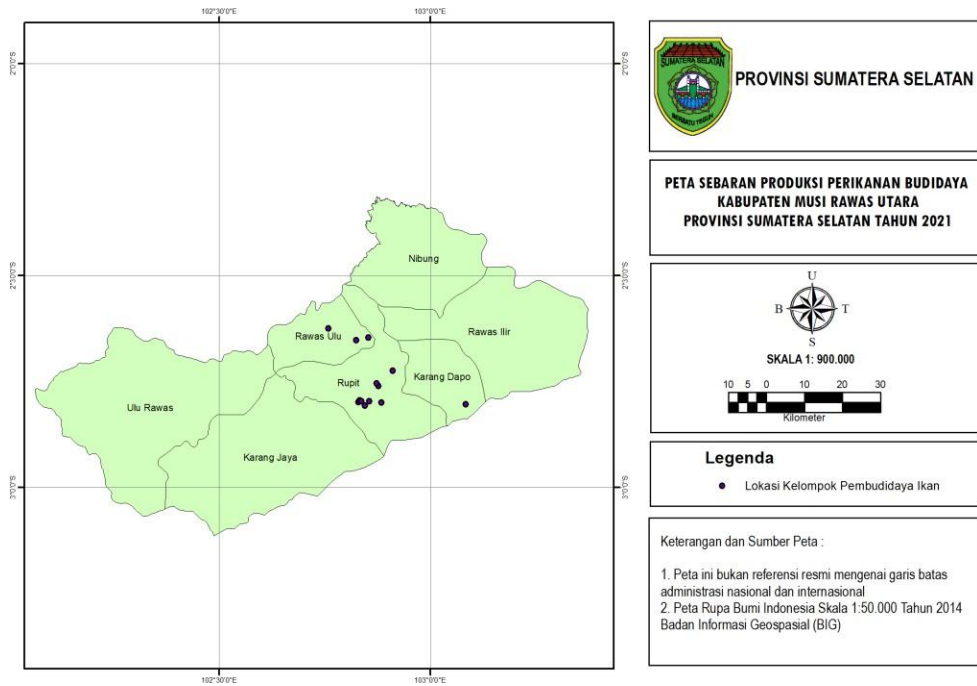 102°30'0"E
103°0'0"E
2°0'0"S
2°0'0"S
2°30'0"S
2°30'0"S
3°0'0"S
3°0'0"S
102°30'0"E
103°0'0"E
Nibung
Rawas Ulu
Rawas Ilir
Rupit
Karang Dapo
Ulu Rawas
Karang Jaya
SUMATERA SELATAN
PROVINSI SUMATERA SELATAN
PETA SEBARAN PRODUKSI PERIKANAN BUDIDAYA
KABUPATEN MUSI RAWAS UTARA
PROVINSI SUMATERA SELATAN TAHUN 2021
U
B
T
S
SKALA 1: 900.000
10 5 0 10 20 30
Kilometer
Legenda
Lokasi Kelompok Pembudidaya Ikan
Keterangan dan Sumber Peta :
1. Peta ini bukan referensi resmi mengenai garis batas
administrasi nasional dan internasional
2. Peta Rupa Bumi Indonesia Skala 1:50.000 Tahun 2014
Badan Informasi Geospasial (BIG)